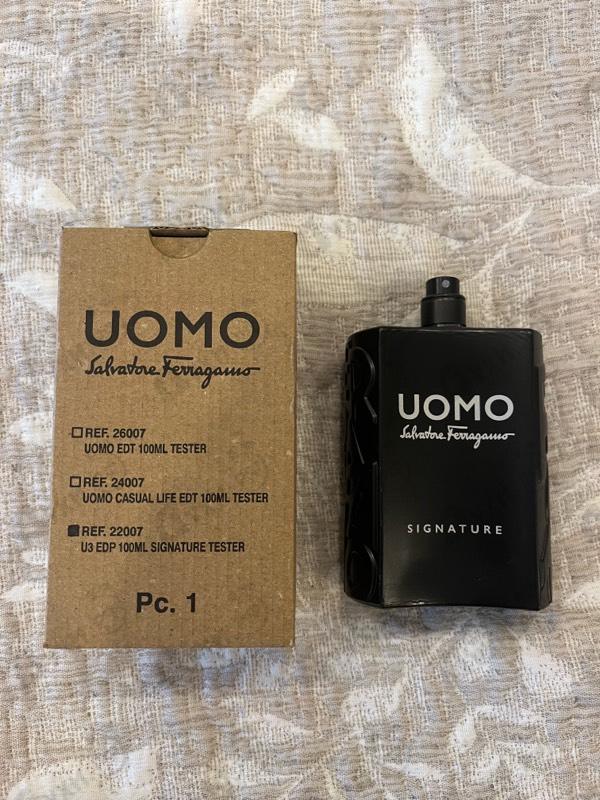 UOMO
Salvatore Ferragamo
REF. 26007
UOMO EDT 100ML TESTER
REF. 24007
UOMO CASUAL LIFE EDT 100ML TESTER
REF. 22007
U3 EDP 100ML SIGNATURE TESTER
Pc. 1
UOMO
Salvatore Ferragamo
SIGNATURE